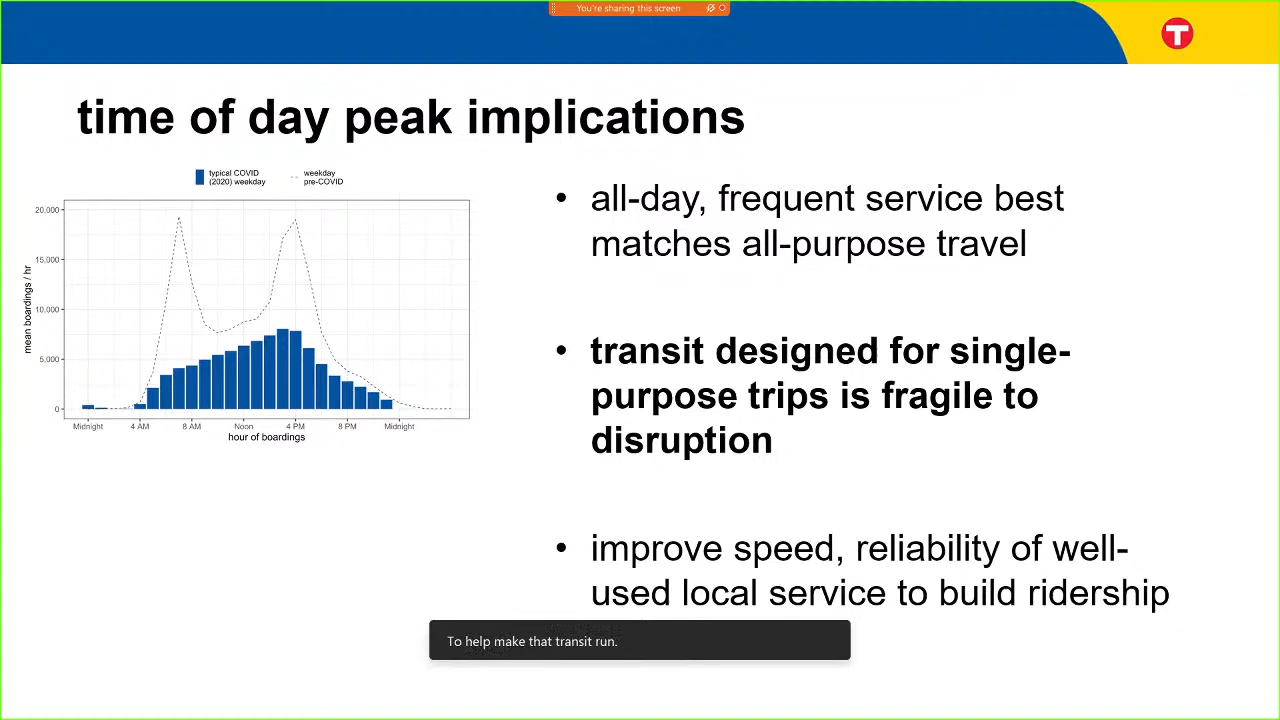 You're sharing this screen
T
time of day peak implications
typical COVID
(2020) weekday
weekday
pre-COVID
20,000
15,000
10,000
5,000
0
mean boardings / hr
Midnight
4 AM
8 AM
Noon
4 PM
8 PM
Midnight
hour of boardings
• all-day, frequent service best
matches all-purpose travel
• transit designed for single-
purpose trips is fragile to
disruption
• improve speed, reliability of well-
used local service to build ridership
To help make that transit run.